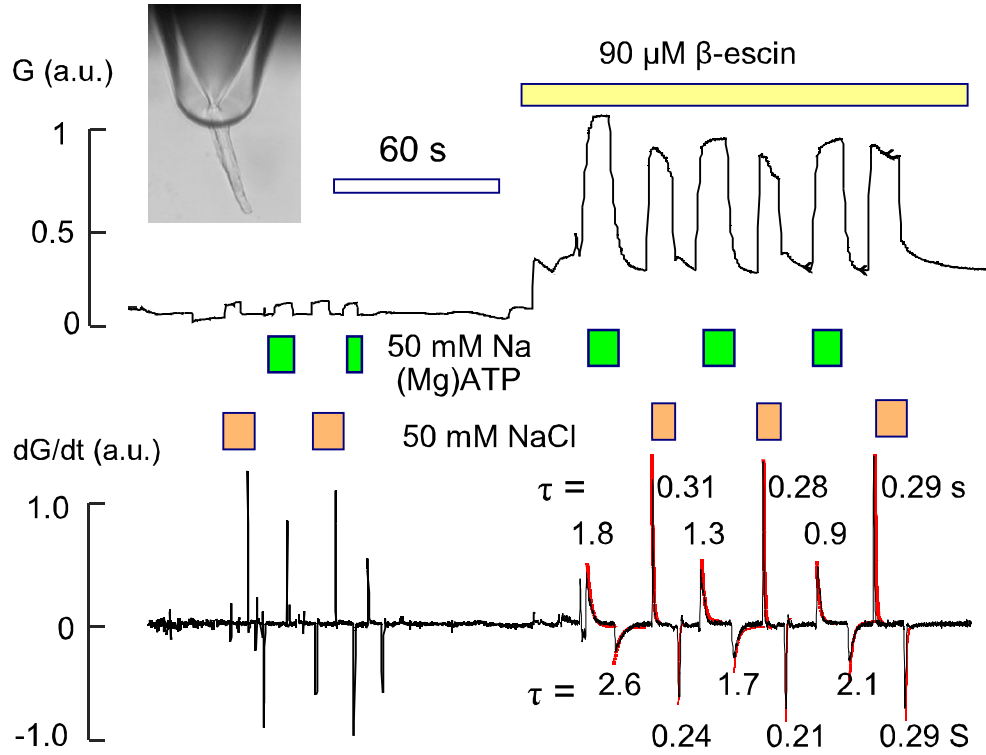 90 µM β-escin
G (a.u.)
1
60 s
0.5
0
50 mM Na
(Mg)ATP
50 mM NaCl
dG/dt (a.u.)
τ = 0.31 0.28 0.29 s
1.0
1.8 1.3 0.9
0
τ = 2.6 1.7 2.1
-1.0
0.24 0.21 0.29 S